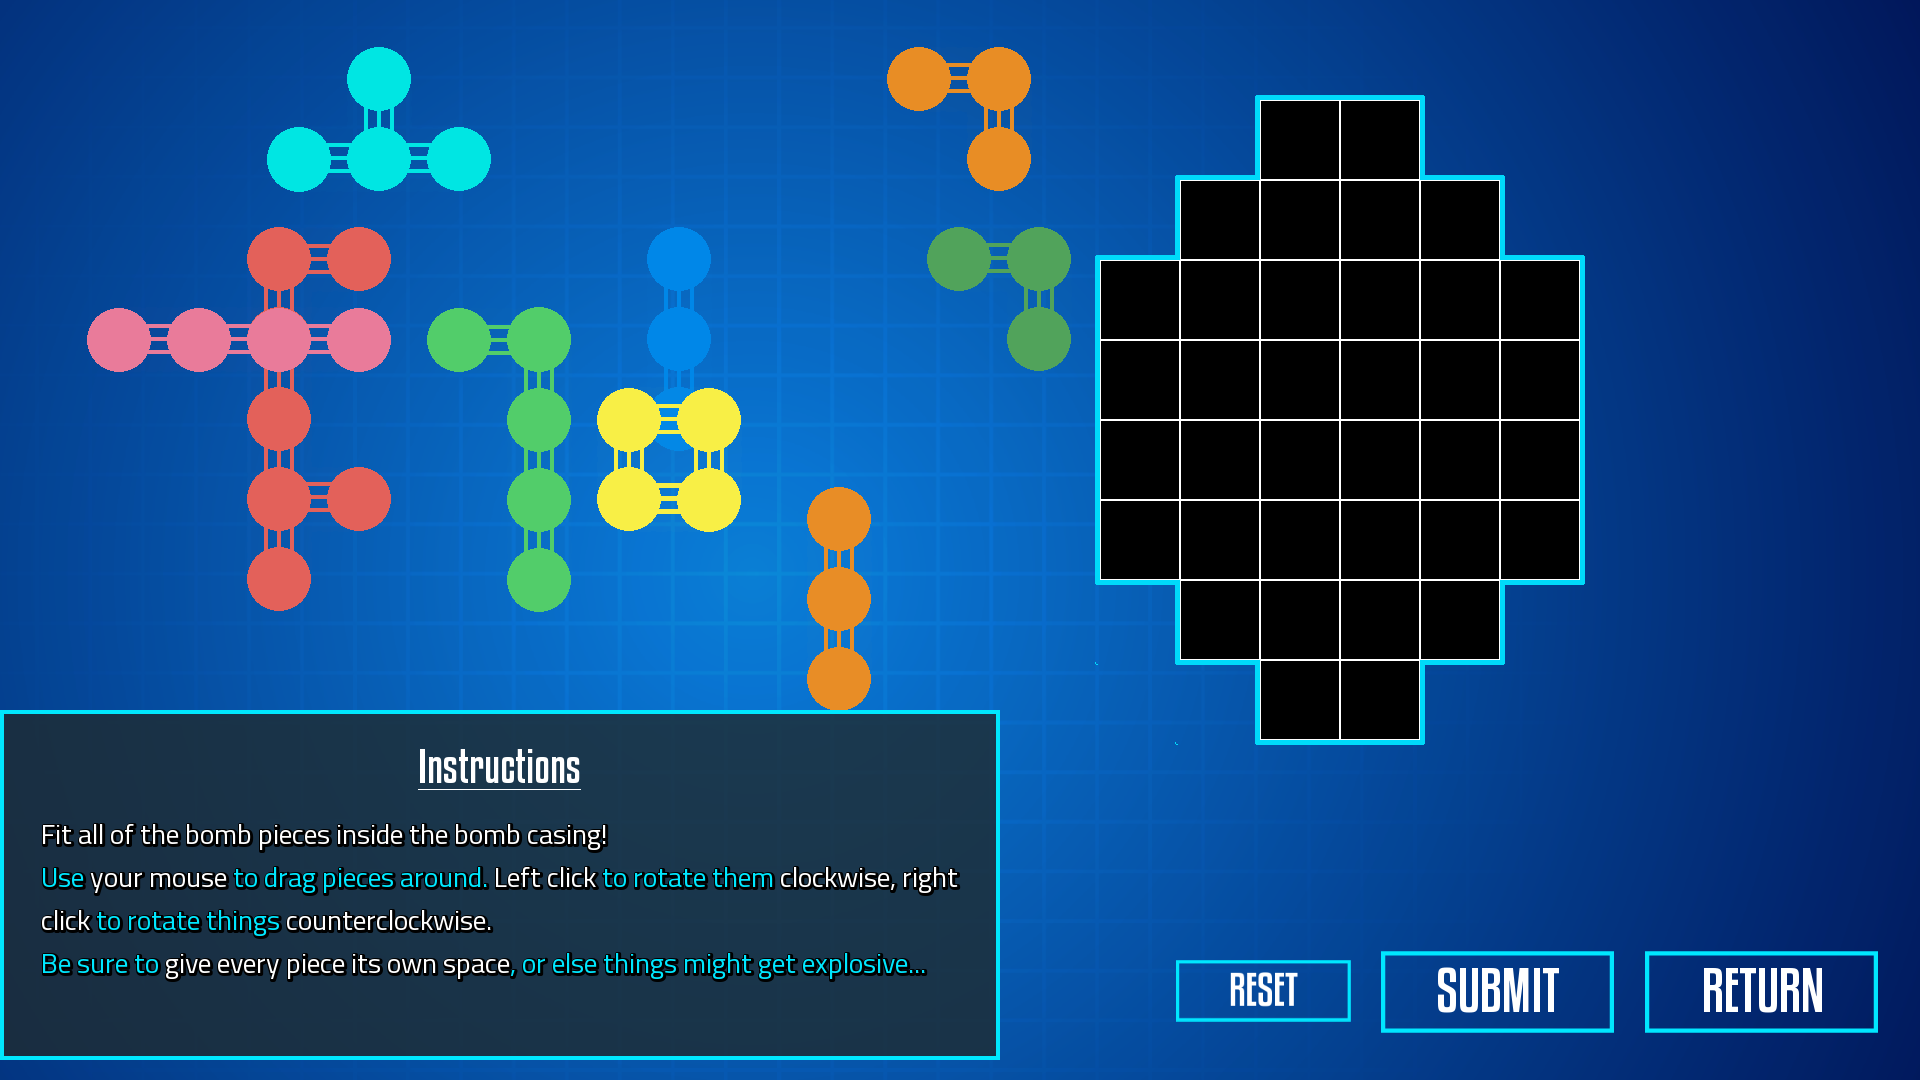 Instructions
Fit all of the bomb pieces inside the bomb casing!
Use your mouse to drag pieces around. Left click to rotate them clockwise, right
click to rotate things counterclockwise.
Be sure to give every piece its own space, or else things might get explosive...
RESET
SUBMIT
RETURN